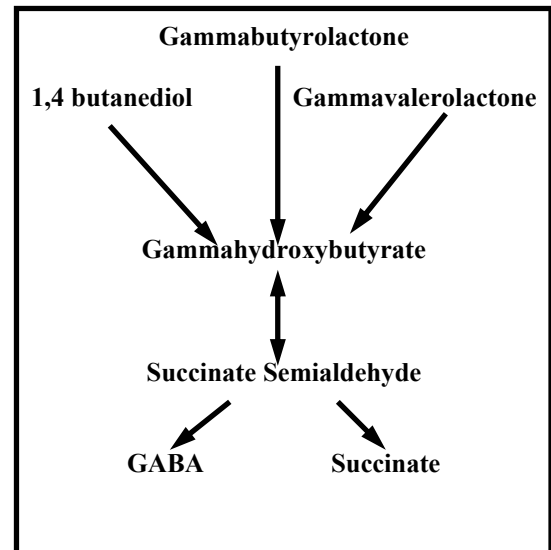 Gammabutyrolactone
1,4 butanediol
Gammavalerolactone
Gammahydroxybutyrate
Succinate Semialdehyde
GABA
Succinate